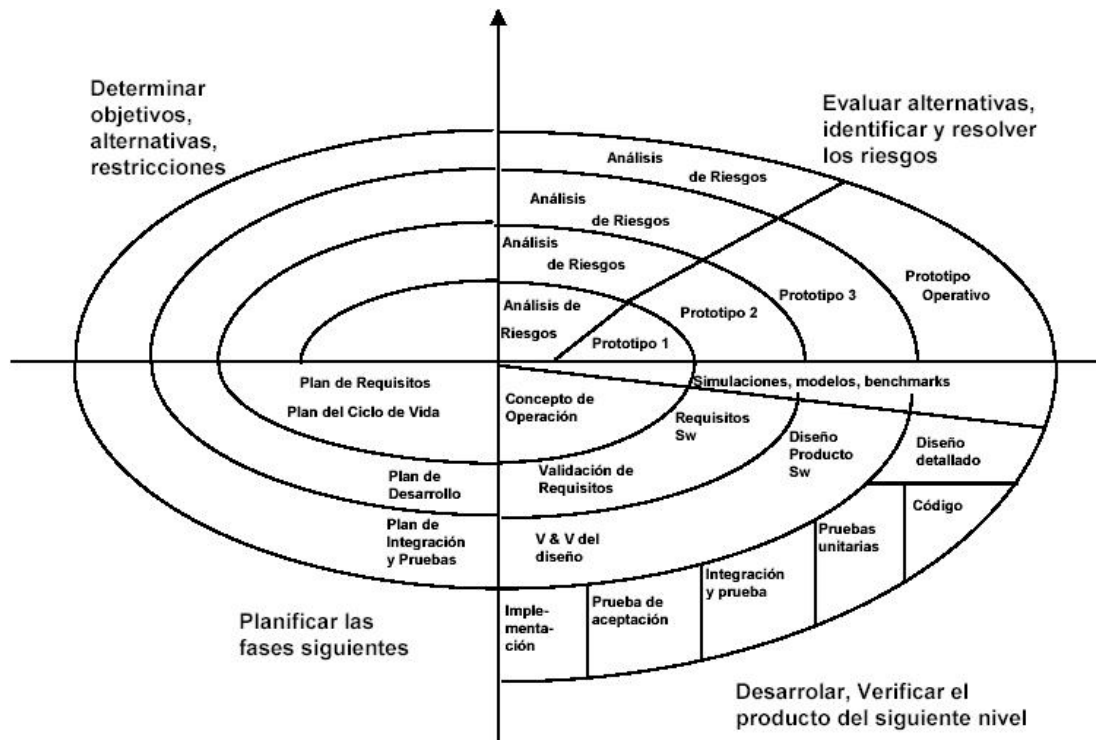 Determinar
objetivos,
alternativas,
restricciones
Evaluar alternativas,
identificar y resolver
los riesgos
Análisis
de Riesgos
Análisis
de Riesgos
Análisis
de Riesgos
Análisis de
Riesgos
Prototipo 1
Prototipo 2
Prototipo 3
Prototipo
Operativo
Simulaciones, modelos, benchmarks
Plan de Requisitos
Plan del Ciclo de Vida
Concepto de
Operación
Requisitos
Sw
Diseño
Producto
Sw
Diseño
detallado
Plan de
Desarrollo
Validación de
Requisitos
Código
Plan de
Integración
y Pruebas
V & V del
diseño
Pruebas
unitarias
Integración
y prueba
Prueba de
aceptación
Imple-
menta-
ción
Planificar las
fases siguientes
Desarrolar, Verificar el
producto del siguiente nivel